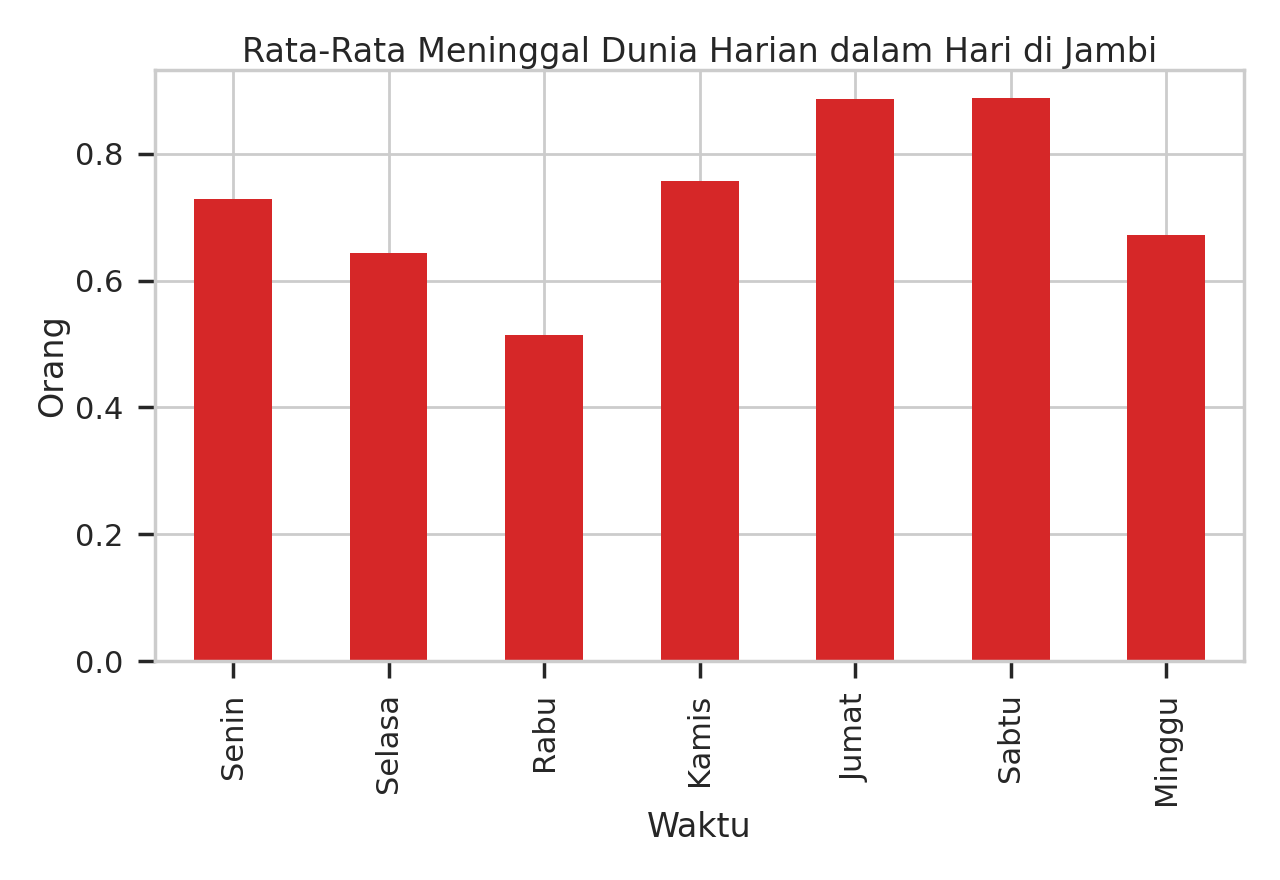 Rata-Rata Meninggal Dunia Harian dalam Hari di Jambi
Orang
0.8
0.6
0.4
0.2
0.0
Senin
Selasa
Rabu
Kamis
Jumat
Sabtu
Minggu
Waktu